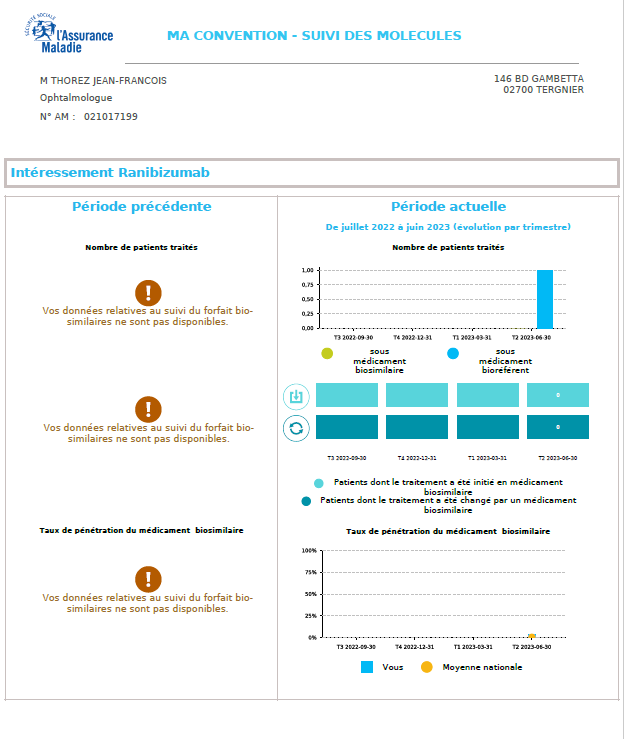 SÉCURITÉ SOCIALE
l'Assurance
Maladie
MA CONVENTION - SUIVI DES MOLECULES
M THOREZ JEAN-FRANCOIS
Ophtalmologue
N° AM : 021017199
146 BD GAMBETTA
02700 TERGNIER
Intéressement Ranibizumab
Période précédente
Nombre de patients traités
Vos données relatives au suivi du forfait bio-
similaires ne sont pas disponibles.
Vos données relatives au suivi du forfait bio-
similaires ne sont pas disponibles.
Taux de pénétration du médicament biosimilaire
Vos données relatives au suivi du forfait bio-
similaires ne sont pas disponibles.
Période actuelle
De juillet 2022 à juin 2023 (évolution par trimestre)
Nombre de patients traités
1,00
0,75
0,50
0,25
0,00
T3 2022-09-30 T4 2022-12-31 T1 2023-03-31 T2 2023-06-30
sous
médicament
biosimilaire
sous
médicament
bioréférent
0
0
T3 2022-09-30 T4 2022-12-31 T1 2023-03-31 T2 2023-06-30
Patients dont le traitement a été initié en médicament
biosimilaire
Patients dont le traitement a été changé par un médicament
biosimilaire
Taux de pénétration du médicament biosimilaire
100%
75%
50%
25%
0%
T3 2022-09-30 T4 2022-12-31 T1 2023-03-31 T2 2023-06-30
Vous Moyenne nationale